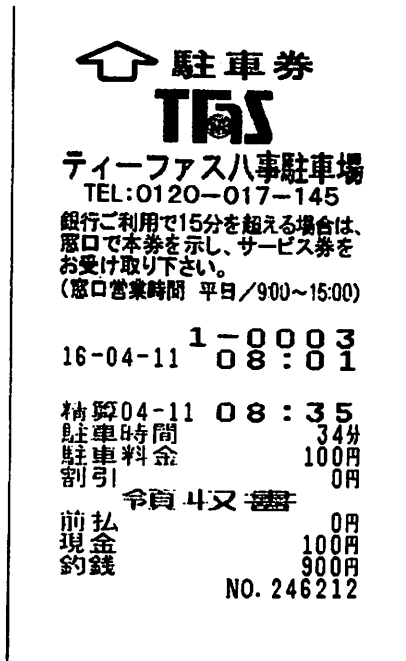 駐車券
TFAS
ティーファス八事駐車場
TEL:0120-017-145
銀行ご利用で15分を超える場合は、
窓口で本券を示し、サービス券を
お受け取り下さい。
(窓口営業時間 平日/9:00~15:00)
1-0003
16-04-11 08:01
精算04-11 08:35
駐車時間 34分
駐車料金 100円
割引 0円
領収書
前払 0円
現金 100円
釣銭 900円
NO.246212